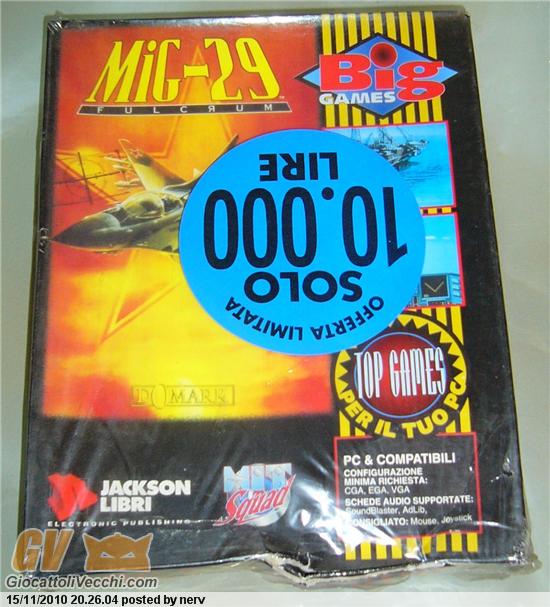 MiG-29
FULCRUM
Big
GAMES
OFFERTA LIMITATA
SOLO
10.000
LIRE
TOP GAMES
PER IL TUO PC
DOMARK
PC & COMPATIBILI
CONFIGURAZIONE
MINIMA RICHIESTA:
CGA, EGA, VGA
SCHEDE AUDIO SUPPORTATE:
SoundBlaster, AdLib,
CONSIGLIATO: Mouse, Joystick
JACKSON
LIBRI
ELECTRONIC PUBLISHING
HIT
Squad
GV
GiocattoliVecchi.com
15/11/2010 20.26.04 posted by nerv